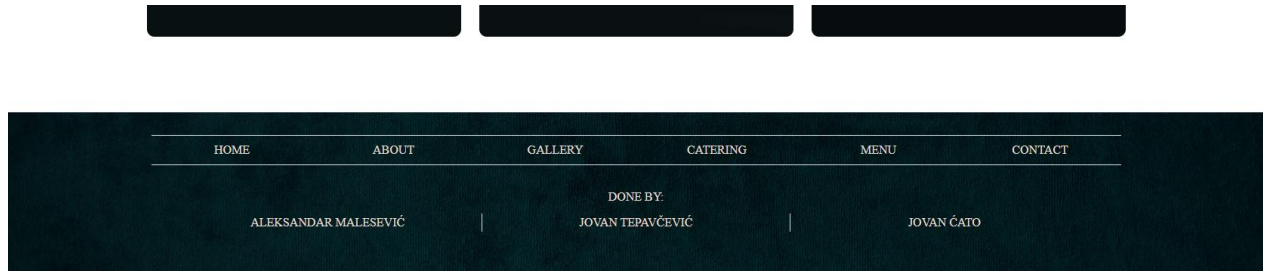 HOME ABOUT GALLERY CATERING MENU CONTACT
DONE BY:
ALEKSANDAR MALESEVIĆ JOVAN TEPAVČEVIĆ JOVAN ĆATO